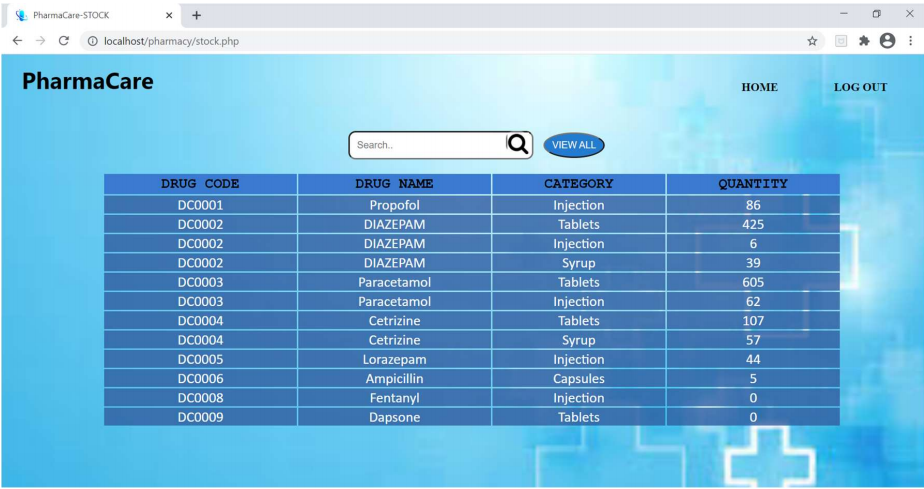 PharmaCare-STOCK
localhost/pharmacy/stock.php
PharmaCare
HOME LOG OUT
Search.. VIEW ALL
DRUG CODE DRUG NAME CATEGORY QUANTITY
DC0001 Propofol Injection 86
DC0002 DIAZEPAM Tablets 425
DC0002 DIAZEPAM Injection 6
DC0002 DIAZEPAM Syrup 39
DC0003 Paracetamol Tablets 605
DC0003 Paracetamol Injection 62
DC0004 Cetrizine Tablets 107
DC0004 Cetrizine Syrup 57
DC0005 Lorazepam Injection 44
DC0006 Ampicillin Capsules 5
DC0008 Fentanyl Injection 0
DC0009 Dapsone Tablets 0